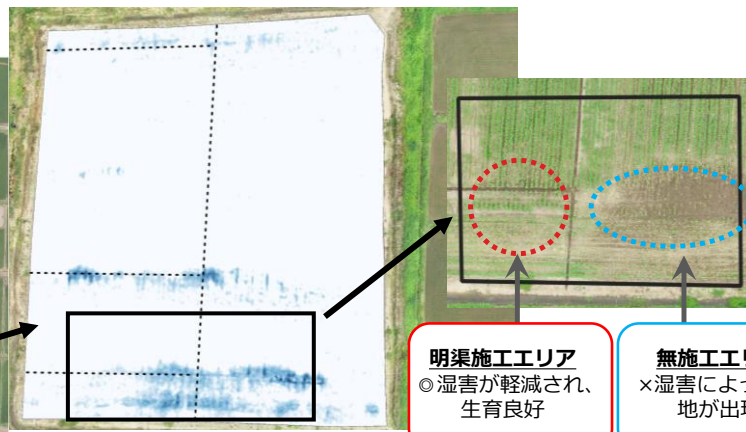 明渠施工エリア
◎湿害が軽減され、
生育良好
無施工エリ
×湿害によっ
地が出現